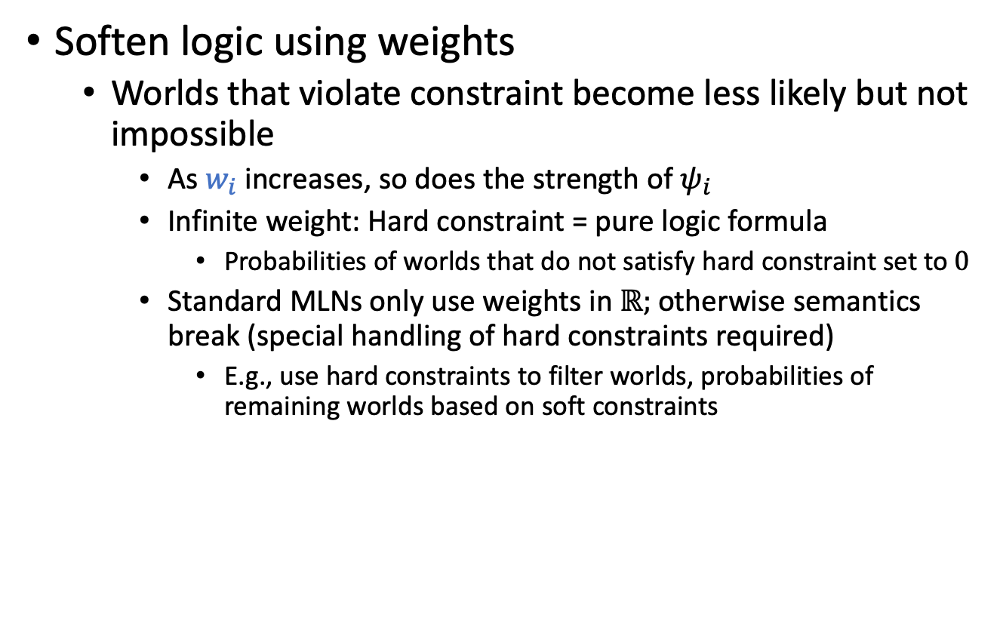 • Soften logic using weights
• Worlds that violate constraint become less likely but not
impossible
• As 𝑤ᵢ increases, so does the strength of 𝜓ᵢ
• Infinite weight: Hard constraint = pure logic formula
• Probabilities of worlds that do not satisfy hard constraint set to 0
• Standard MLNs only use weights in ℝ; otherwise semantics
break (special handling of hard constraints required)
• E.g., use hard constraints to filter worlds, probabilities of
remaining worlds based on soft constraints